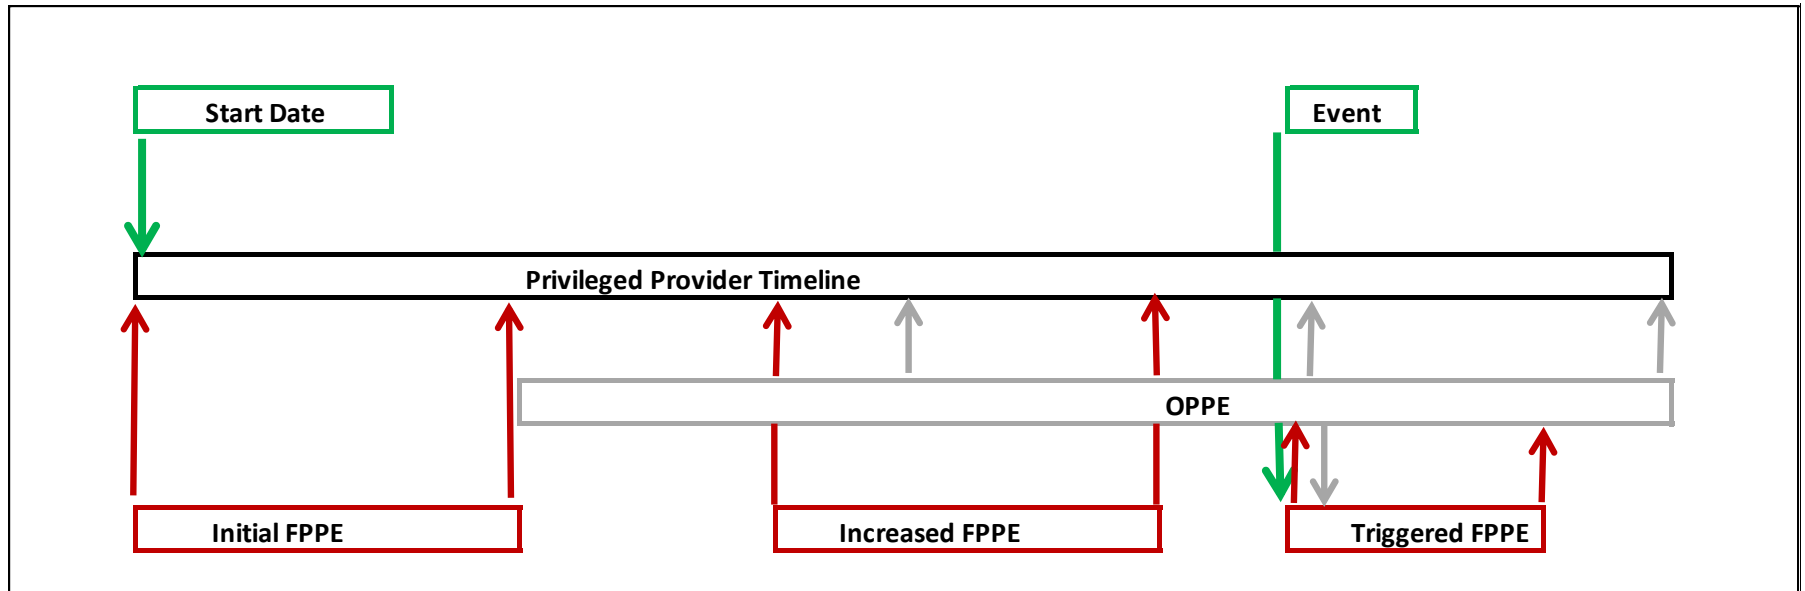 Start Date
Event
Privileged Provider Timeline
OPPE
Initial FPPE
Increased FPPE
Triggered FPPE